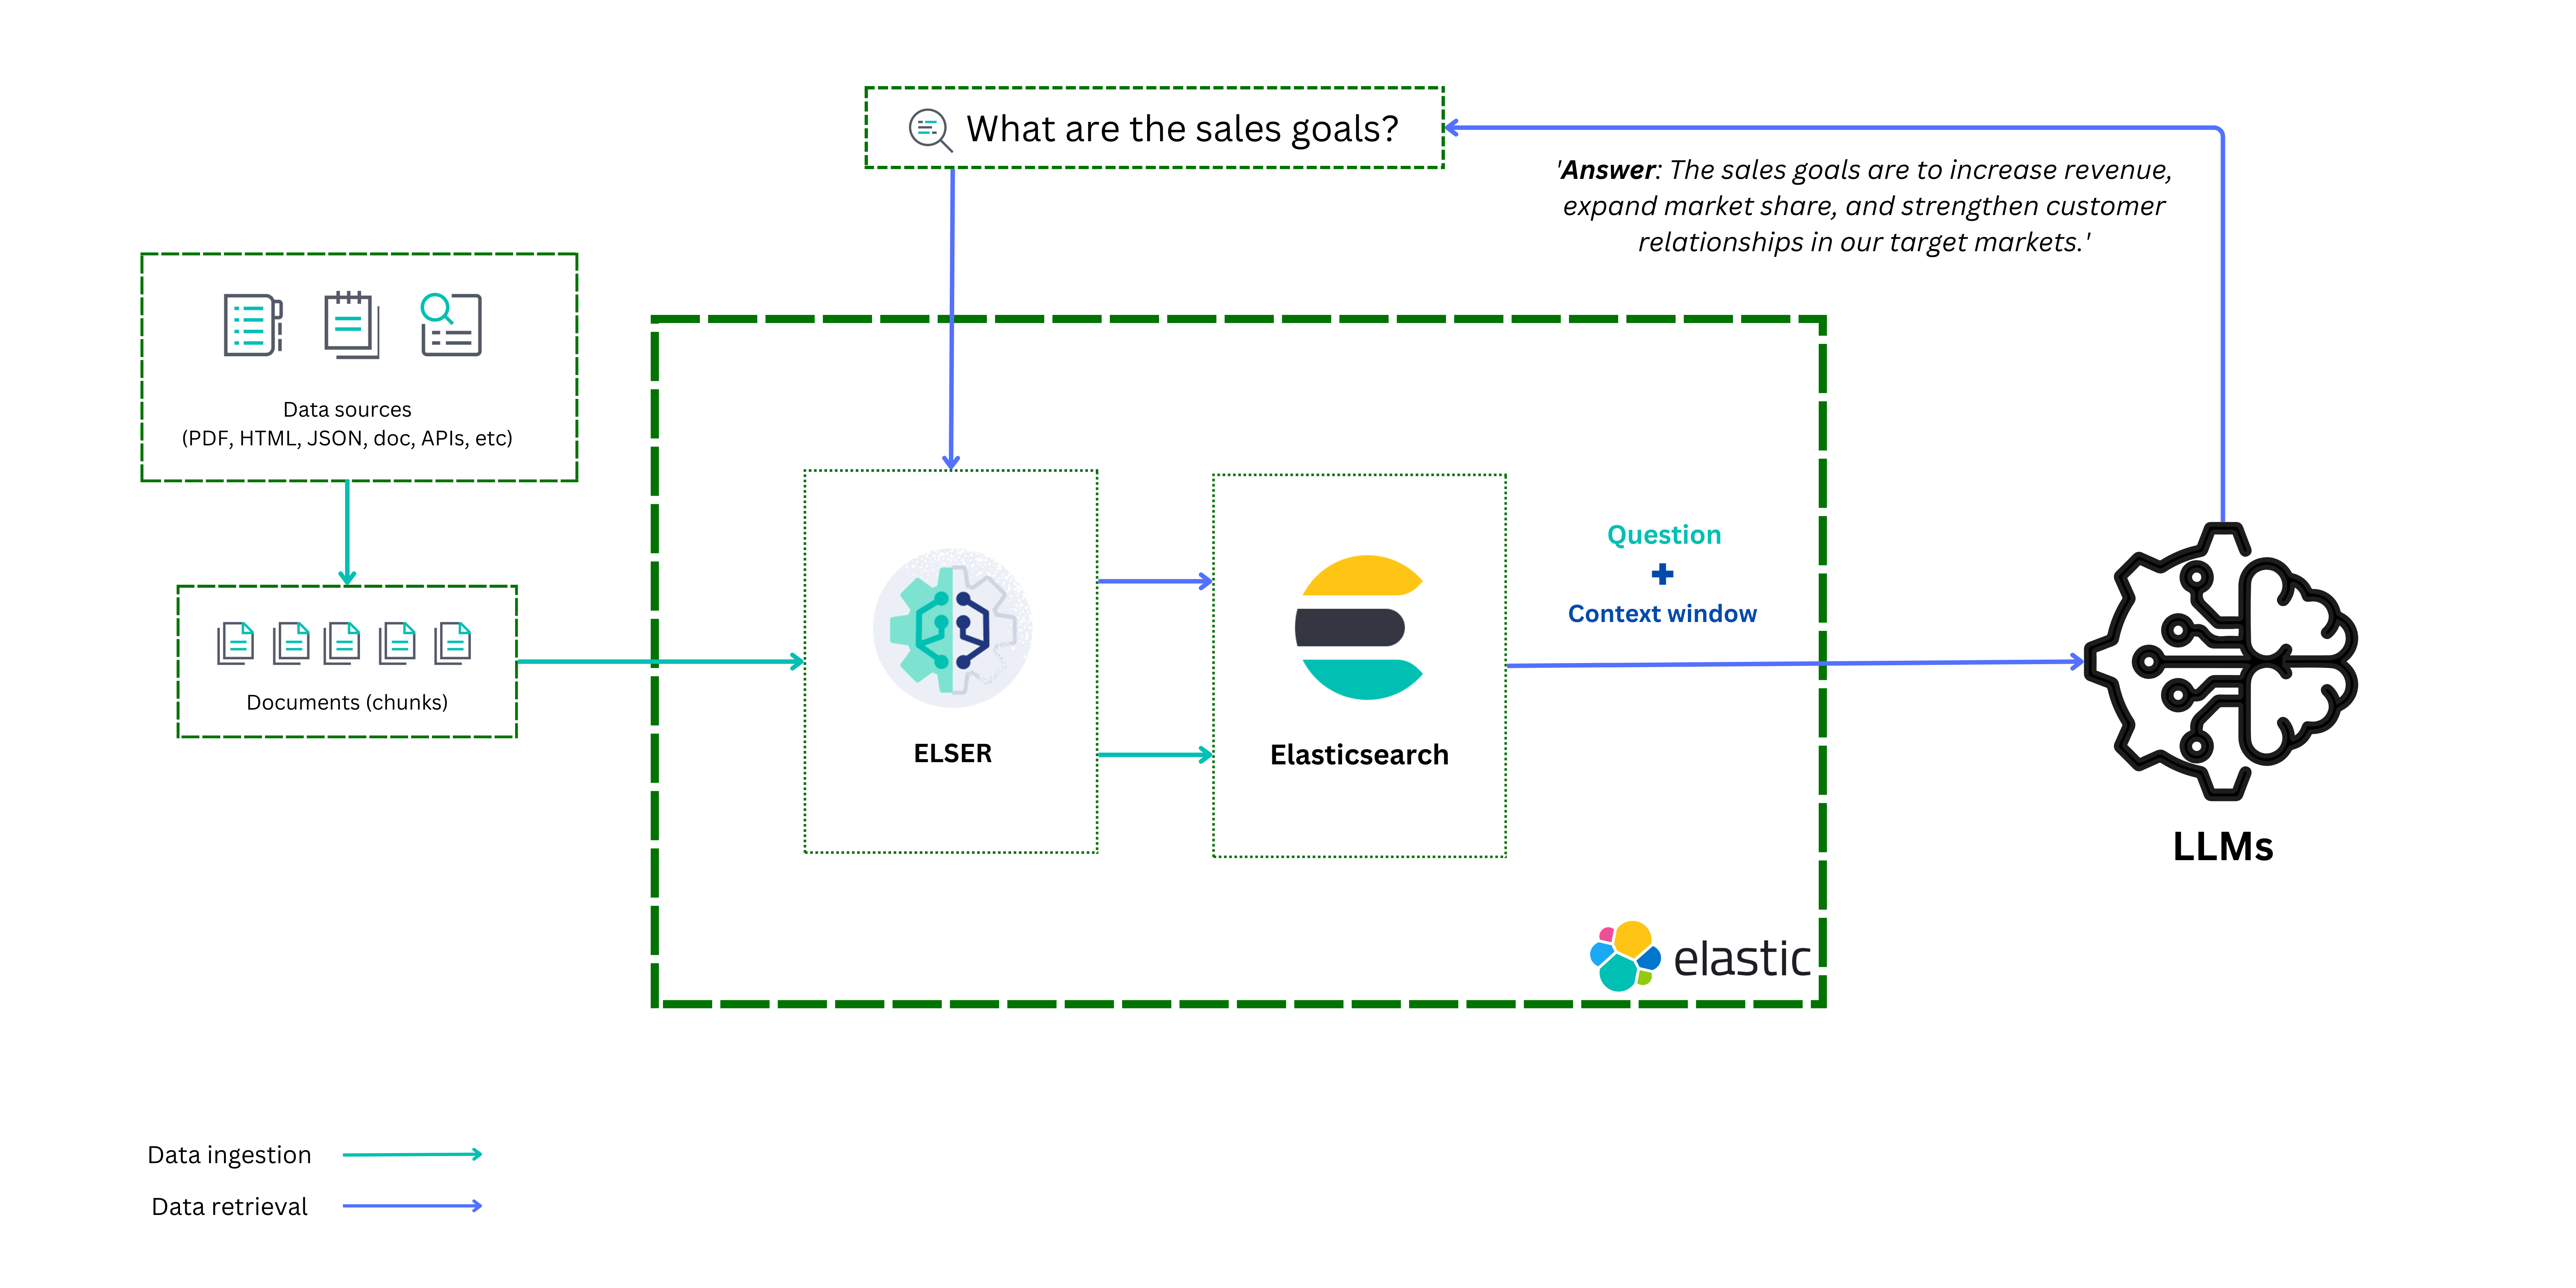 What are the sales goals?
'Answer: The sales goals are to increase revenue,
expand market share, and strengthen customer
relationships in our target markets.'
Data sources
(PDF, HTML, JSON, doc, APIs, etc)
Documents (chunks)
ELSER
Elasticsearch
Question
+
Context window
LLMs
elastic
Data ingestion
Data retrieval